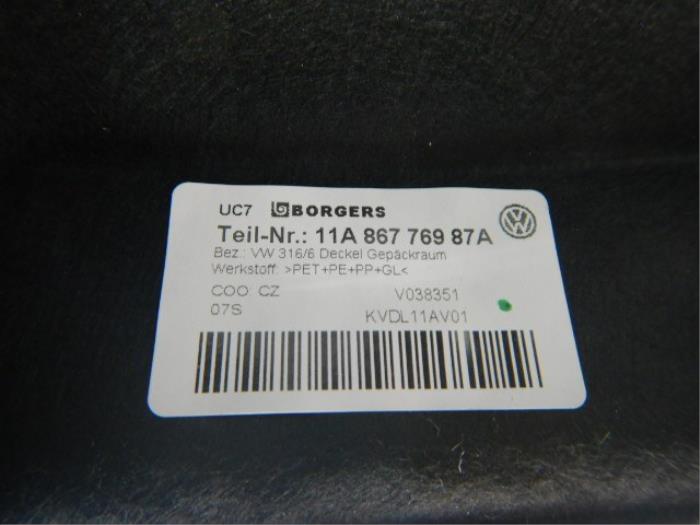 UC7 BORGERS
Teil-Nr.: 11A 867 769 87A
Bez.: VW 316/6 Deckel Gepäckraum
Werkstoff: >PET+PE+PP+GL<
COO: CZ V038351
07S KVDL11AV01